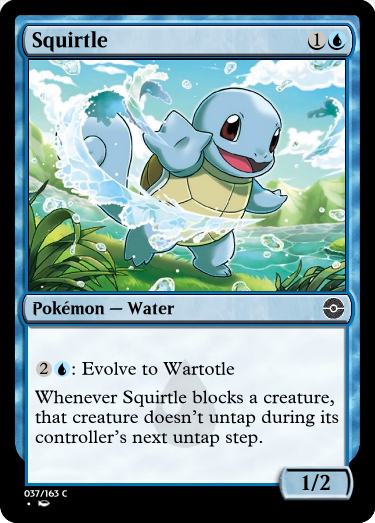 Squirtle 1
Pokémon — Water
2 : Evolve to Wartotle
Whenever Squirtle blocks a creature,
that creature doesn't untap during its
controller's next untap step.
1/2
037/163 C